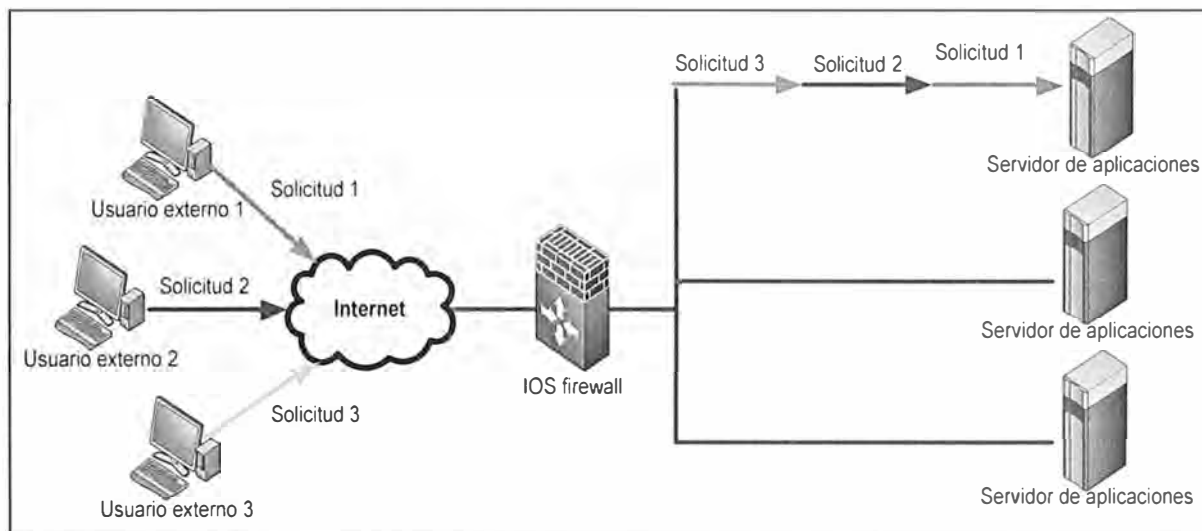 Solicitud 3
Solicitud 2
Solicitud 1
Servidor de aplicaciones
Solicitud 1
Usuario externo 1
Solicitud 2
Internet
Usuario externo 2
IOS firewall
Servidor de aplicaciones
Solicitud 3
Usuario externo 3
Servidor de aplicaciones